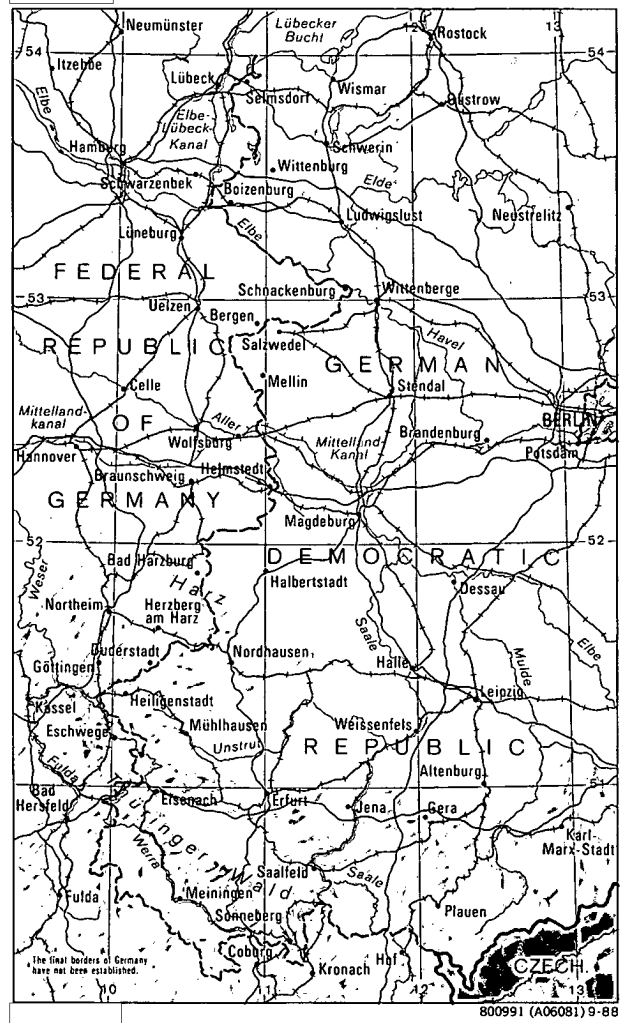 Neumünster
Lübecker
Bucht
12
Rostock
13
54
54
Itzehoe
Lübeck
Selmsdorf
Wismar
Güstrow
Elbe
Elbe-
Lübeck-
Kanal
Hamburg
Schwerin
Wittenburg
Schwarzenbek
Boizenburg
Elde
Ludwigslust
Neustrelitz
Lüneburg
Elbe
FEDERAL
53
Schnackenburg
Wittenberge
53
Uelzen
Bergen
Havel
REPUBLIC
Salzwedel
GERMAN
Mellin
Celle
Stendal
Mittelland-
kanal
OF
Aller
BERLIN
Wolfsburg
Mittelland-
Kanal
Brandenburg
Potsdam
Hannover
Helmstedt
Braunschweig
GERMANY
Magdeburg
52
52
Bad Harzburg
DEMOCRATIC
Weser
Harz
Halbertstadt
Dessau
Northeim
Herzberg
am Harz
Saale
Elbe
Duderstadt
Nordhausen
Mulde
Göttingen
Halle
Heiligenstadt
Leipzig
Kassel
Mühlhausen
Weissenfels
Eschwege
Unstrut
REPUBLIC
Fulda
Altenburg
Bad
Hersfeld
Eisenach
Erfurt
Jena
Gera
Thüringer Wald
Karl-
Marx-Stadt
Werra
Saalfeld
Saale
Fulda
Meiningen
Plauen
Sonneberg
Coburg
Hof
The final borders of Germany
have not been established.
Kronach
CZECH.
10
11
12
13
800991 (A06081) 9-88